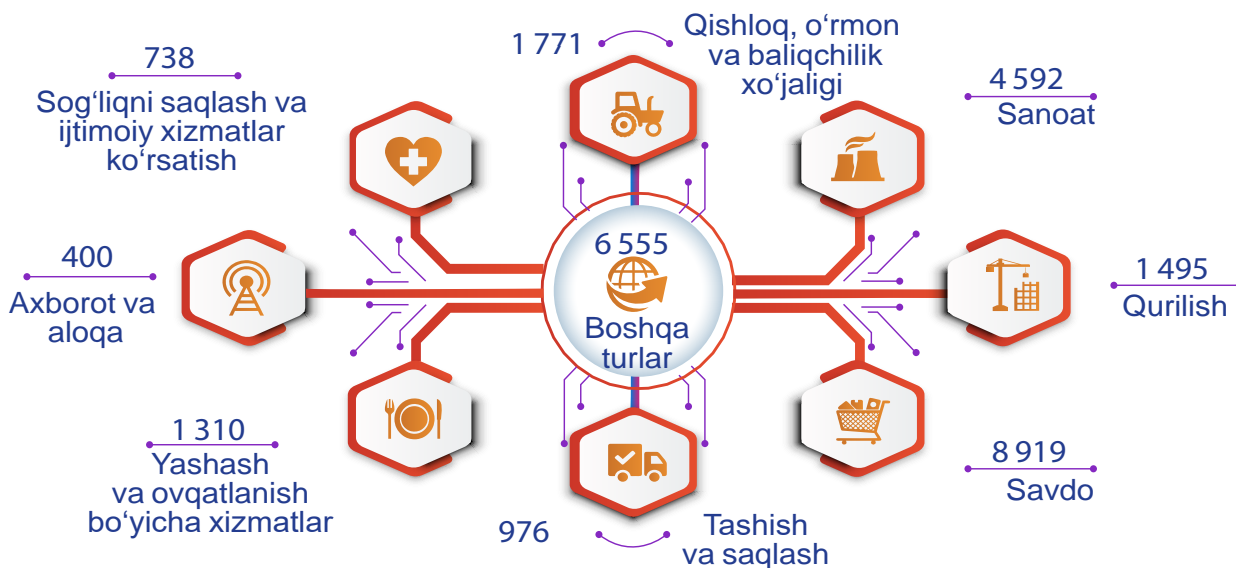 738
Sog‘liqni saqlash va
ijtimoiy xizmatlar
ko‘rsatish
1 771
Qishloq, o‘rmon
va baliqchilik
xo‘jaligi
4 592
Sanoat
400
Axborot va
aloqa
6 555
Boshqa
turlar
1 495
Qurilish
1 310
Yashash
va ovqatlanish
bo‘yicha xizmatlar
976
Tashish
va saqlash
8 919
Savdo